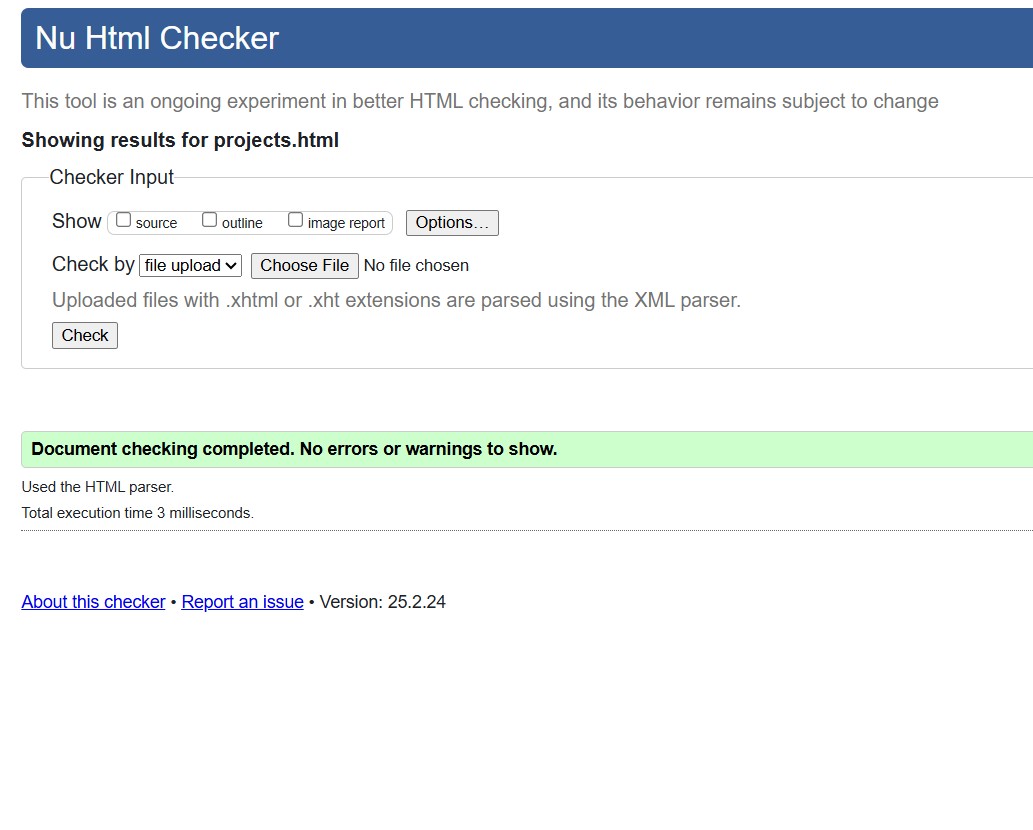 Nu Html Checker
This tool is an ongoing experiment in better HTML checking, and its behavior remains subject to change
Showing results for projects.html
Checker Input
Show source outline image report Options…
Check by file upload Choose File No file chosen
Uploaded files with .xhtml or .xht extensions are parsed using the XML parser.
Check
Document checking completed. No errors or warnings to show.
Used the HTML parser.
Total execution time 3 milliseconds.
About this checker • Report an issue • Version: 25.2.24